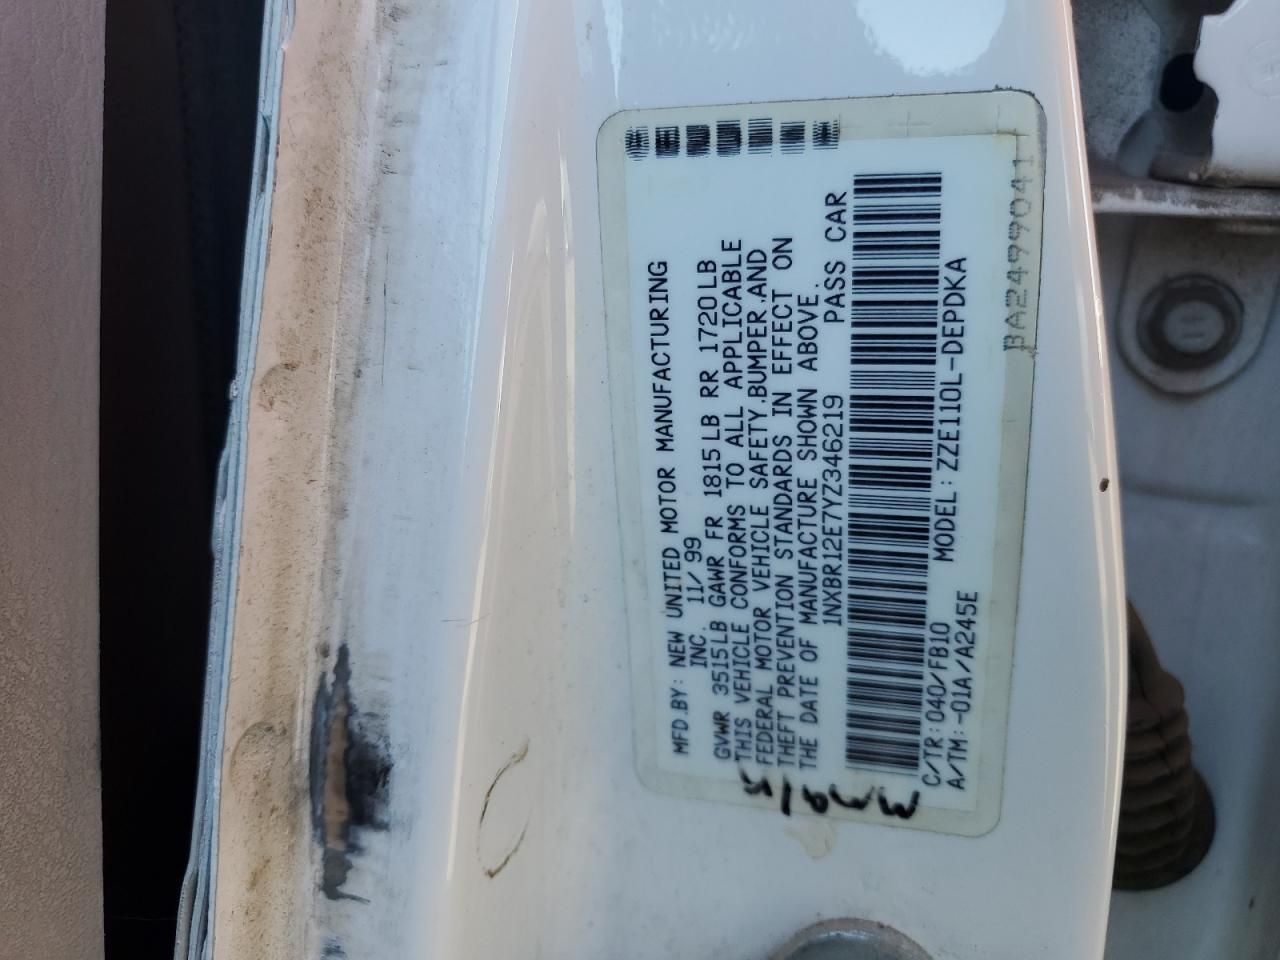 MFD.BY: NEW UNITED MOTOR MANUFACTURING
INC. 11/99
GVWR 3515LB GAWR FR 1815LB RR 1720LB
THIS VEHICLE CONFORMS TO ALL APPLICABLE
FEDERAL MOTOR VEHICLE SAFETY.BUMPER.AND
THEFT PREVENTION STANDARDS IN EFFECT ON
THE DATE OF MANUFACTURE SHOWN ABOVE.
1NXBR12E7YZ346219 PASS CAR
C/TR:040/FB10 MODEL:ZZE110L-DEPDKA
A/TM:-01A/A245E
BA2499041